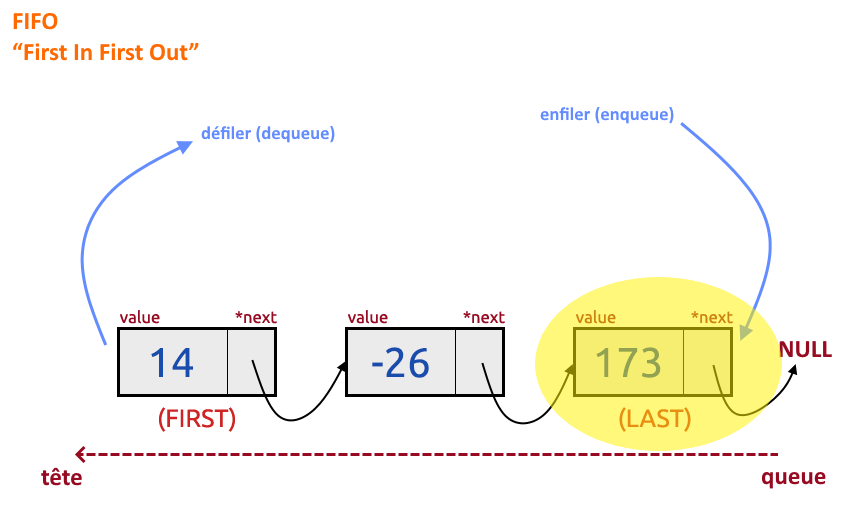 FIFO
“First In First Out”
défiler (dequeue)
enfiler (enqueue)
value *next
value *next
value *next
14
-26
173
NULL
(FIRST)
(LAST)
tête
queue